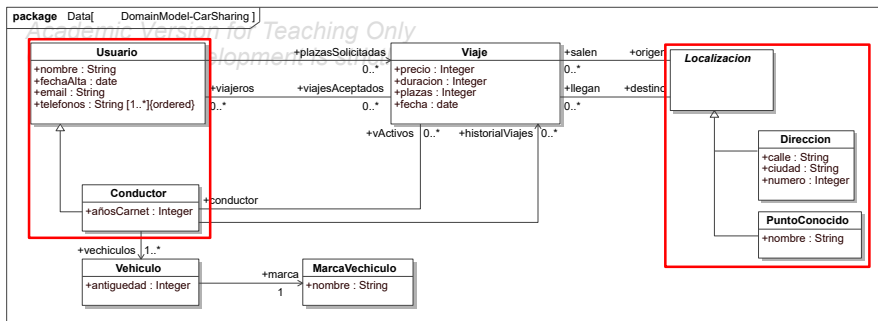 package Data[ DomainModel-CarSharing ]
Academic Version for Teaching Only
Usuario
+nombre : String
+fechaAlta : date
+email : String
+telefonos : String [1..*]{ordered}
+plazasSolicitadas
0..*
+viajeros
0..*
+viajesAceptados
0..*
Viaje
+precio : Integer
+duracion : Integer
+plazas : Integer
+fecha : date
+salen
0..*
+origen
+llegan
0..*
+destino
Localizacion
+vActivos
0..*
+historialViajes
0..*
Conductor
+añosCarnet : Integer
+conductor
Direccion
+calle : String
+ciudad : String
+numero : Integer
PuntoConocido
+nombre : String
+vechiculos
1..*
Vehiculo
+antiguedad : Integer
+marca
1
MarcaVechiculo
+nombre : String